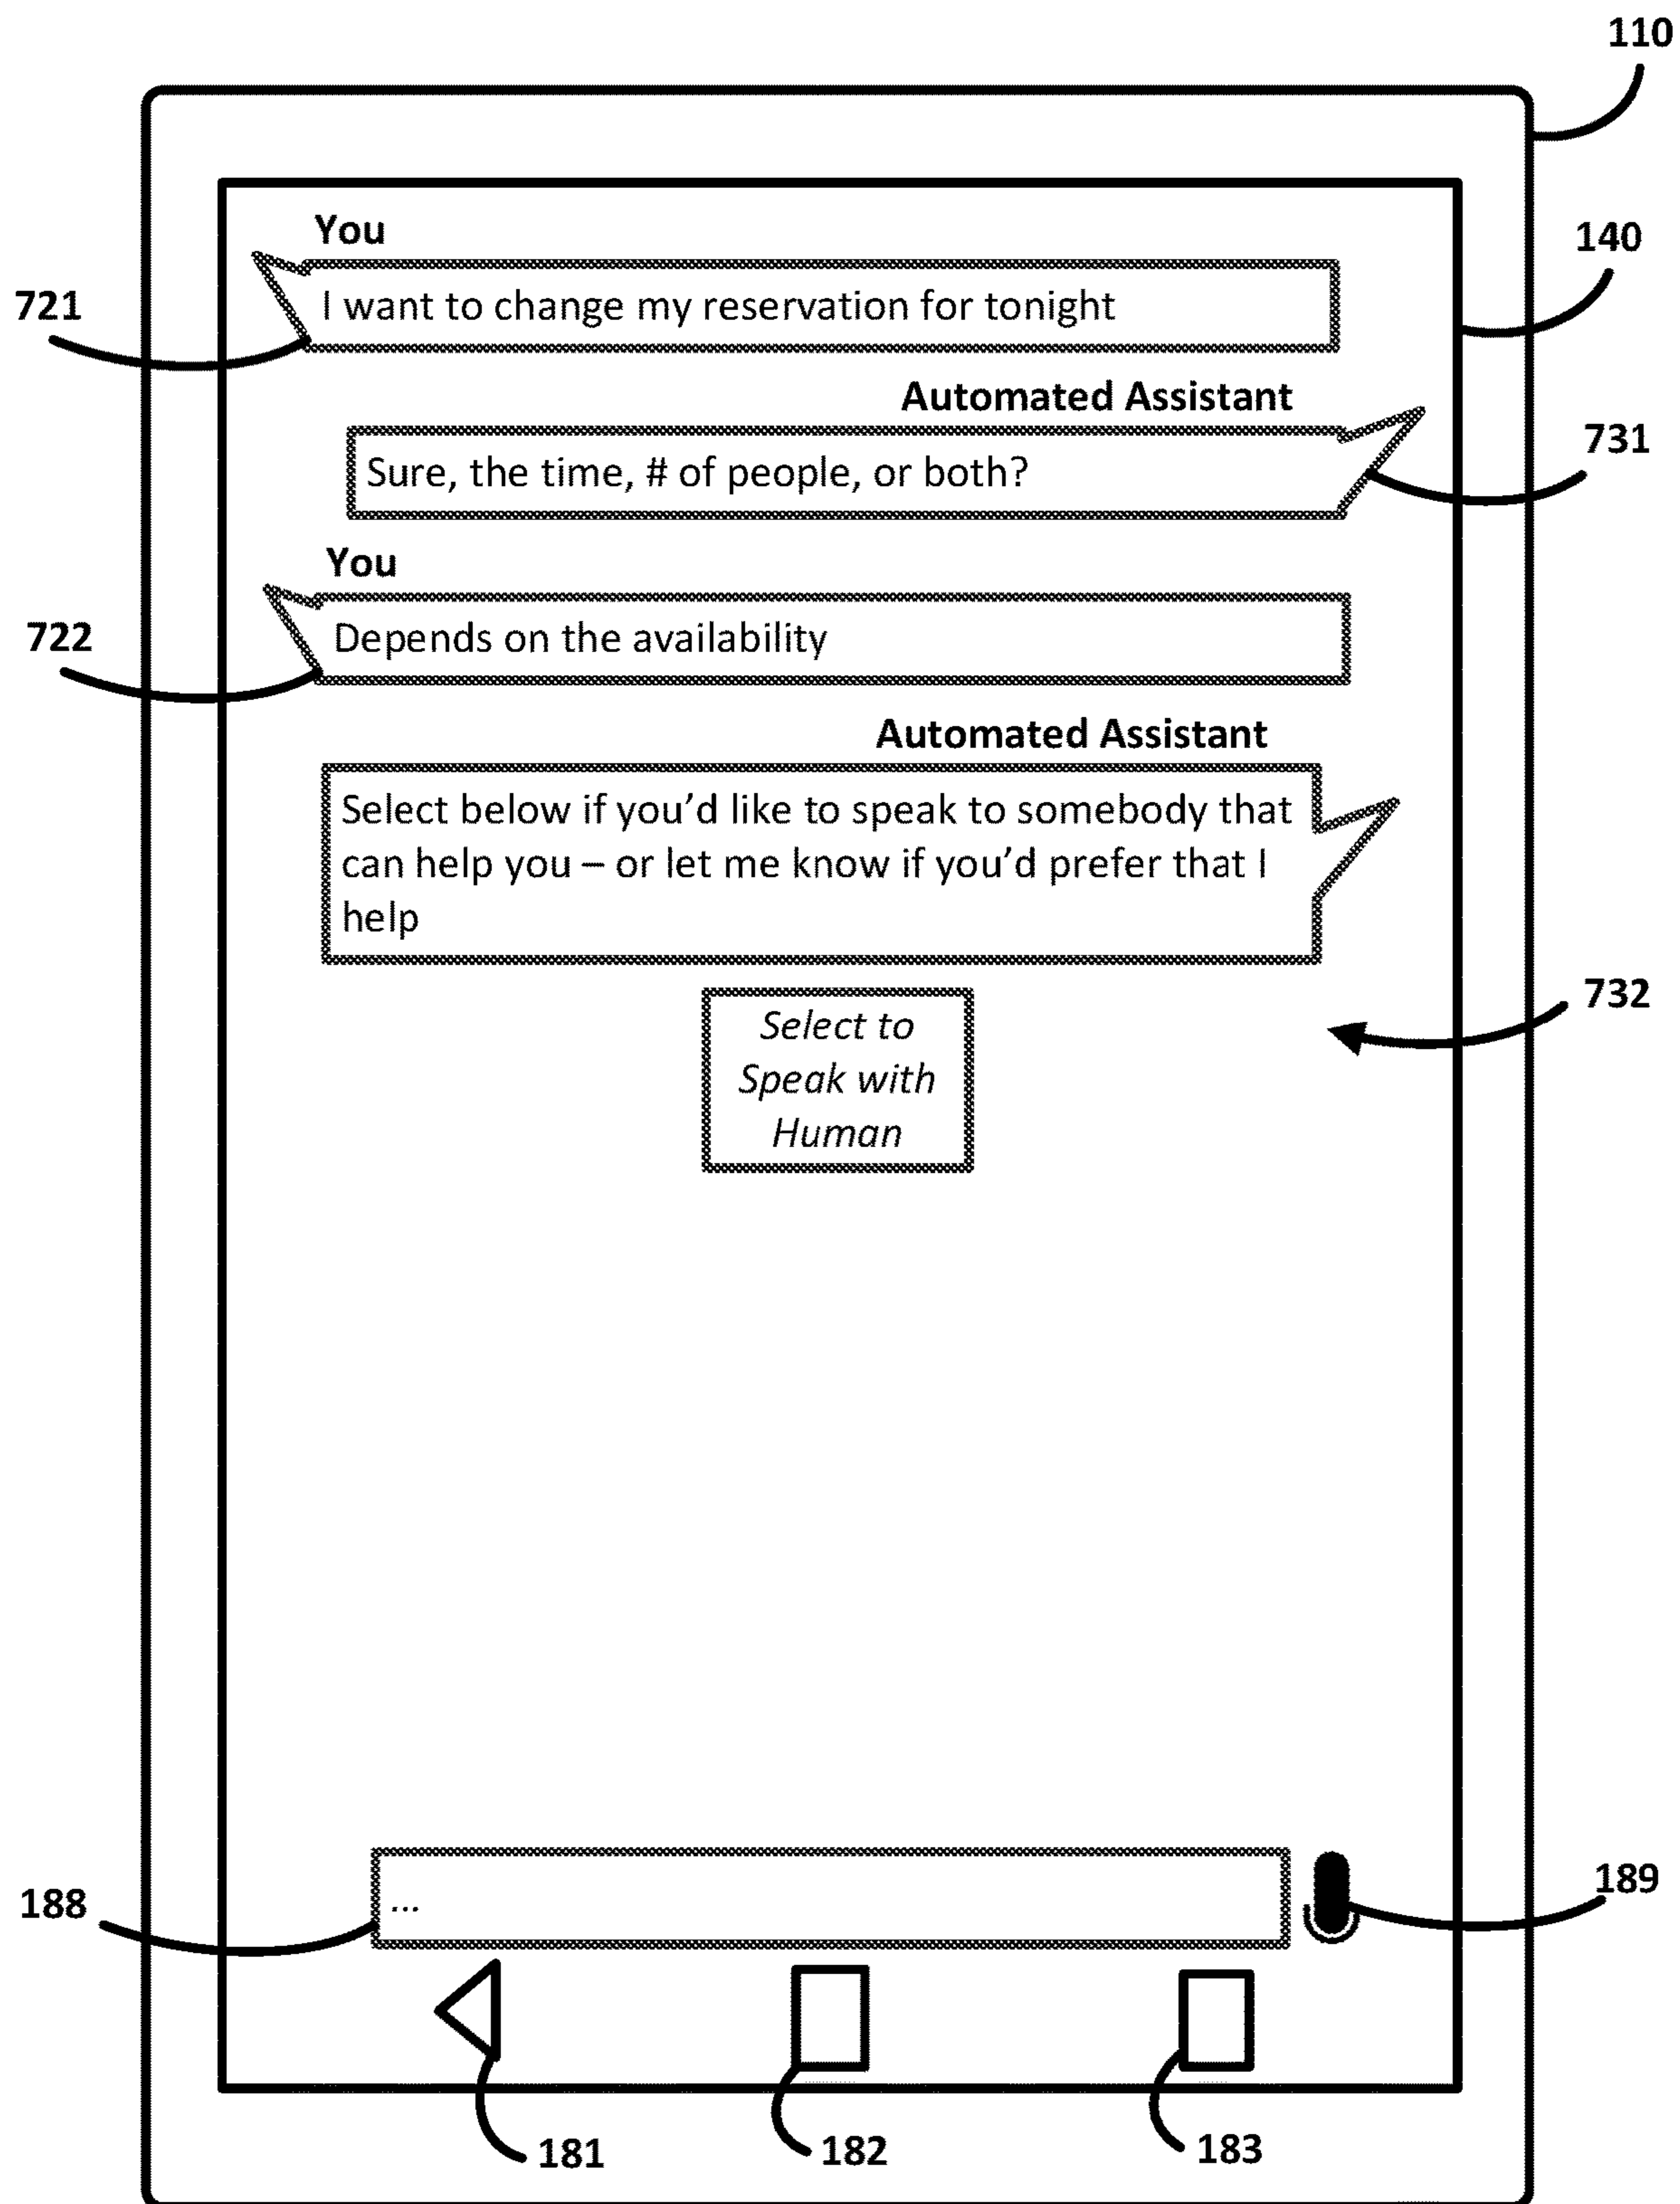 110
You
140
721
I want to change my reservation for tonight
Automated Assistant
731
Sure, the time, # of people, or both?
You
722
Depends on the availability
Automated Assistant
Select below if you’d like to speak to somebody that
can help you – or let me know if you’d prefer that I
help
732
Select to
Speak with
Human
188
...
189
181
182
183